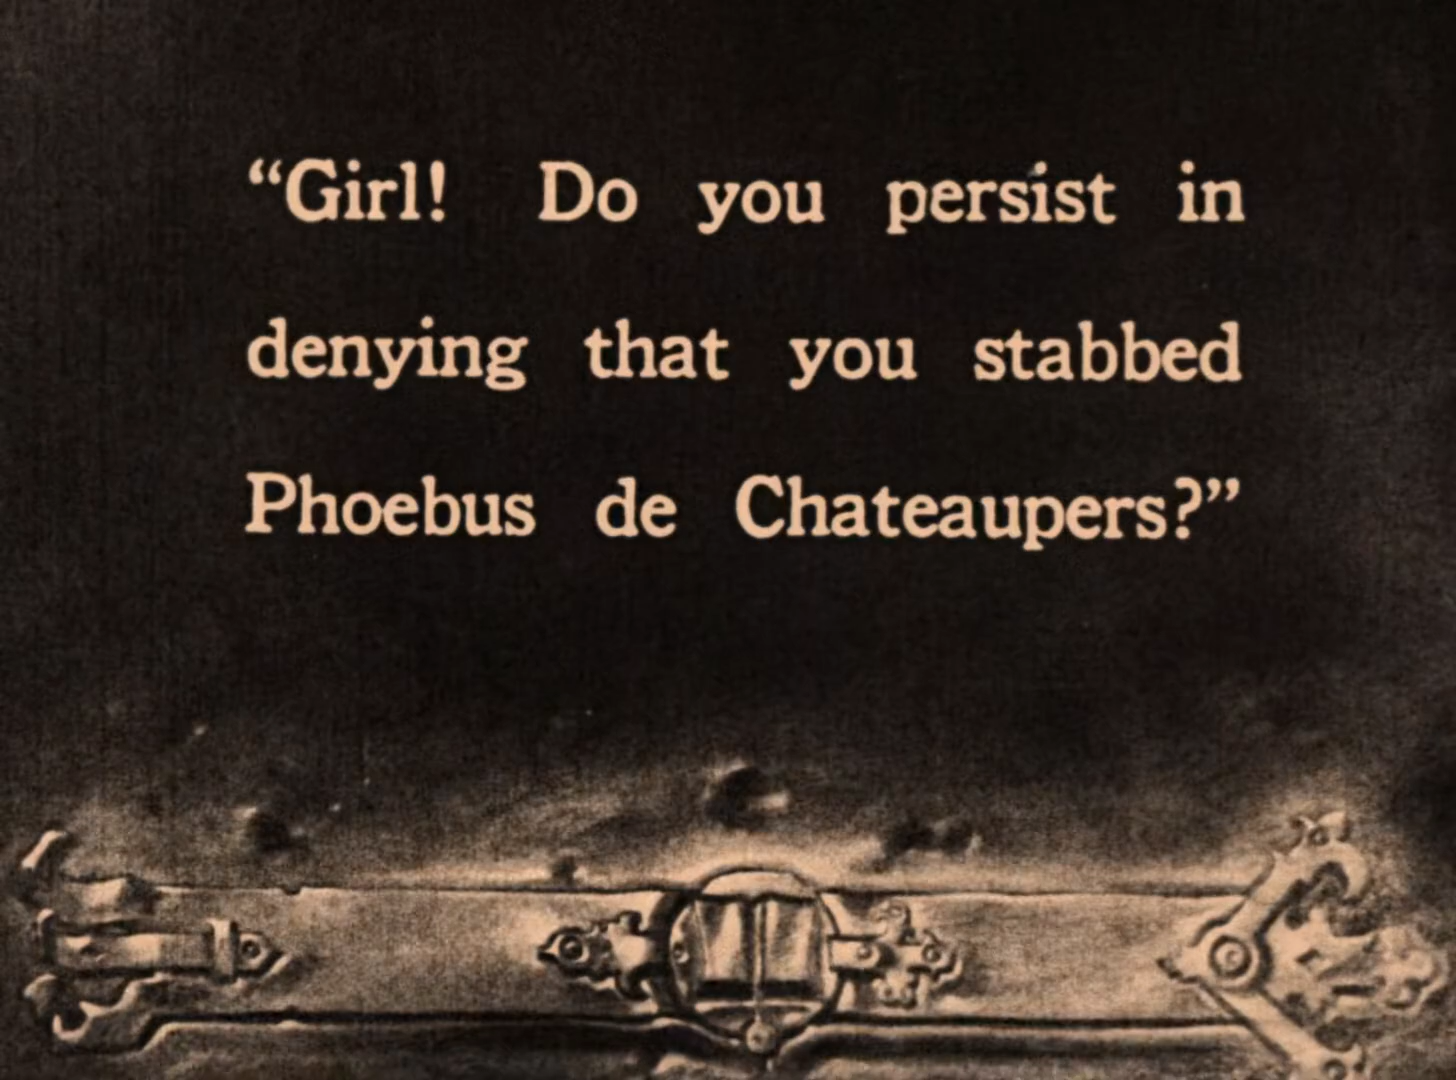 “Girl! Do you persist in
denying that you stabbed
Phoebus de Chateaupers?”